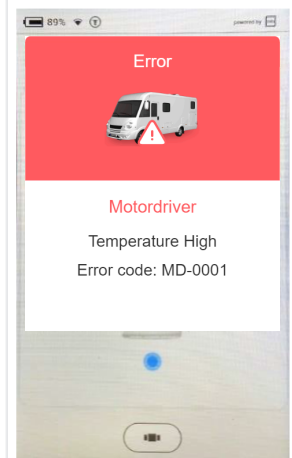 89%
powered by
Error
Motordriver
Temperature High
Error code: MD-0001